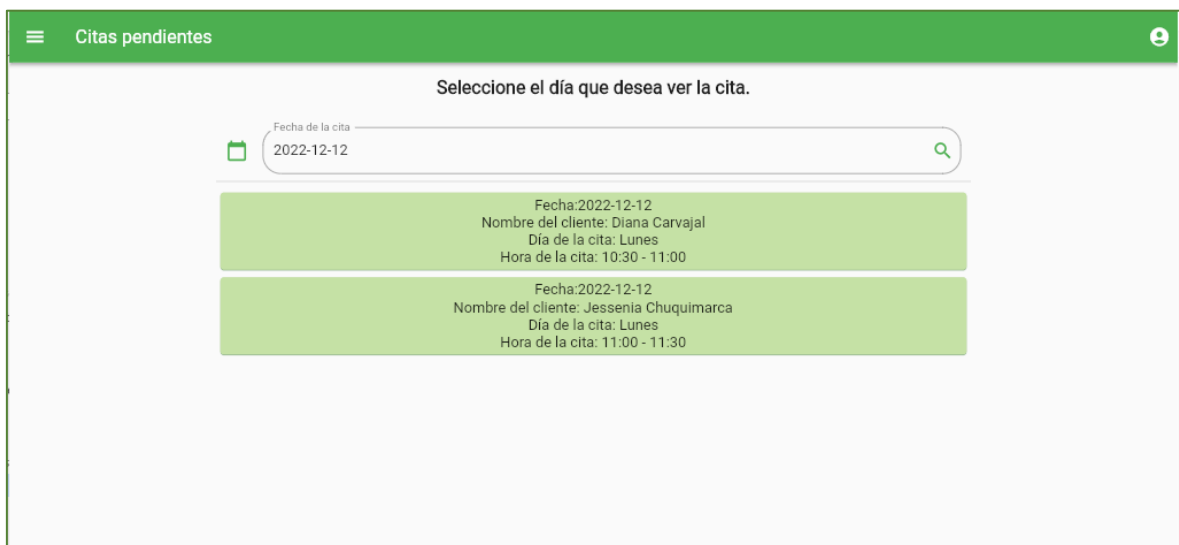 Citas pendientes
Seleccione el día que desea ver la cita.
Fecha de la cita
2022-12-12
Fecha:2022-12-12
Nombre del cliente: Diana Carvajal
Día de la cita: Lunes
Hora de la cita: 10:30 - 11:00
Fecha:2022-12-12
Nombre del cliente: Jessenia Chuquimarca
Día de la cita: Lunes
Hora de la cita: 11:00 - 11:30